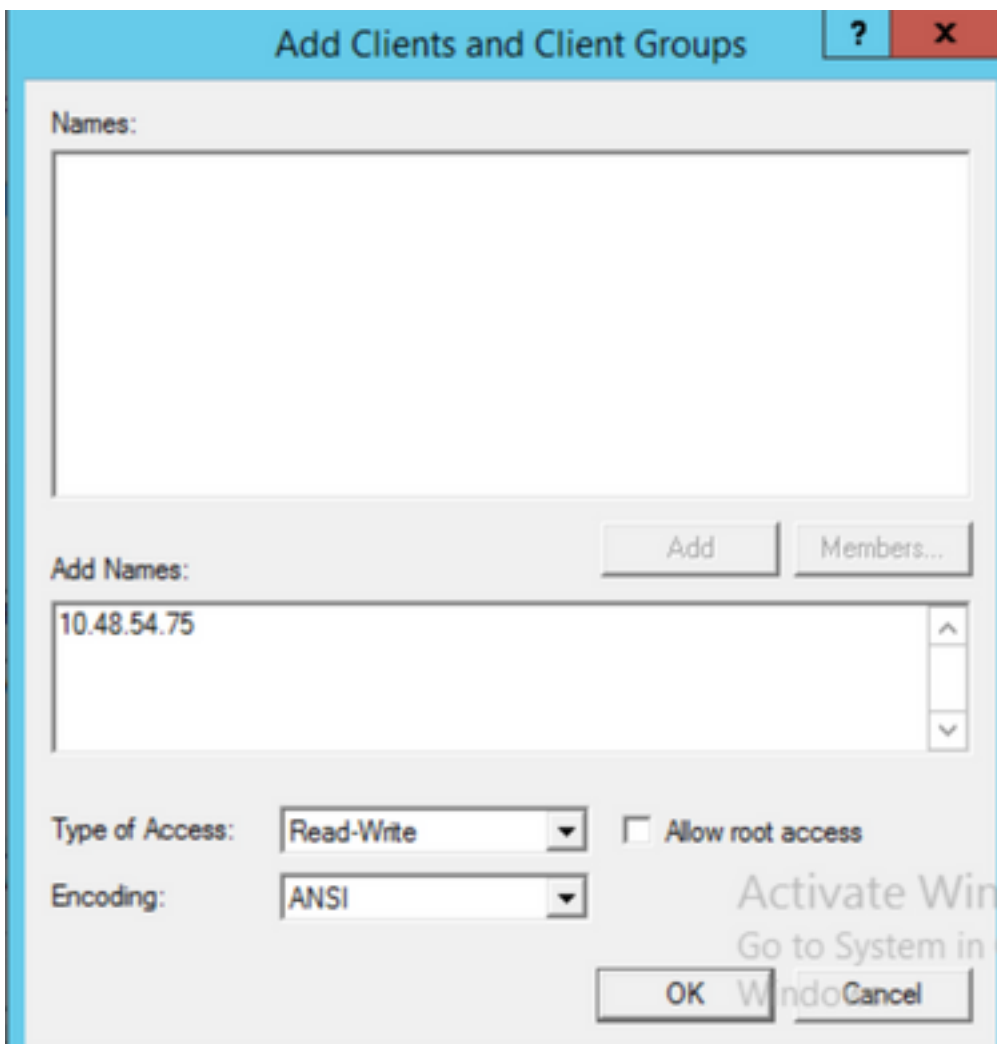 Add Clients and Client Groups
? x
Names:
Add Members...
Add Names:
10.48.54.75
Type of Access: Read-Write Allow root access
Encoding: ANSI
Activate Win
Go to System in
Windo
OK Cancel